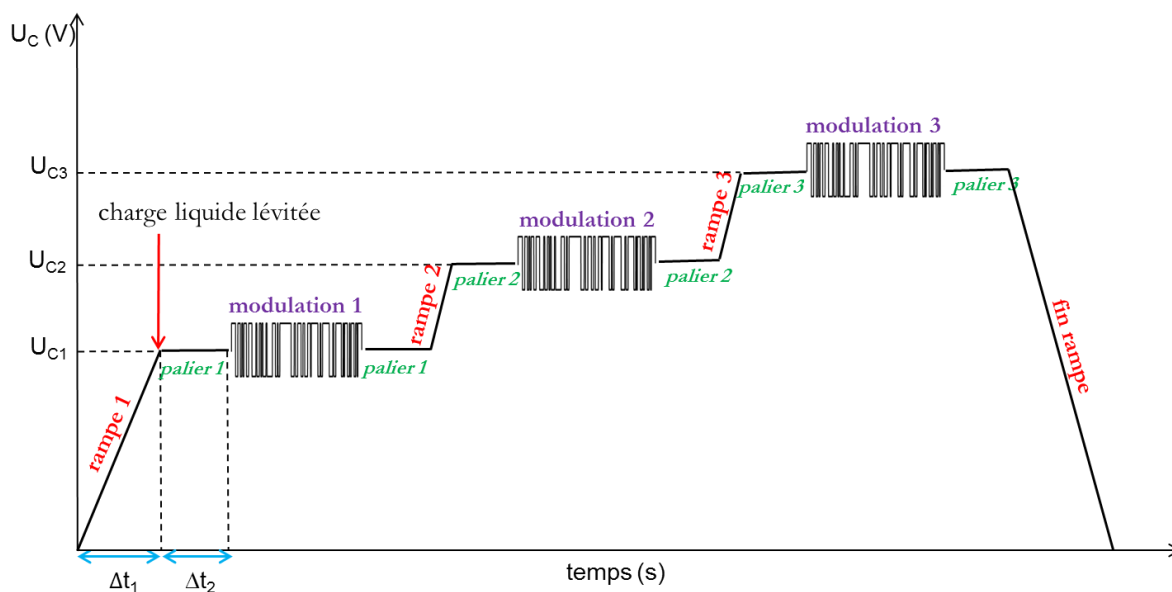 U_C (V)
modulation 3
U_C3
palier 3
palier 3
rampe 3
charge liquide lévitée
modulation 2
U_C2
palier 2
palier 2
rampe 2
modulation 1
U_C1
palier 1
palier 1
rampe 1
fin rampe
Δt_1
Δt_2
temps (s)